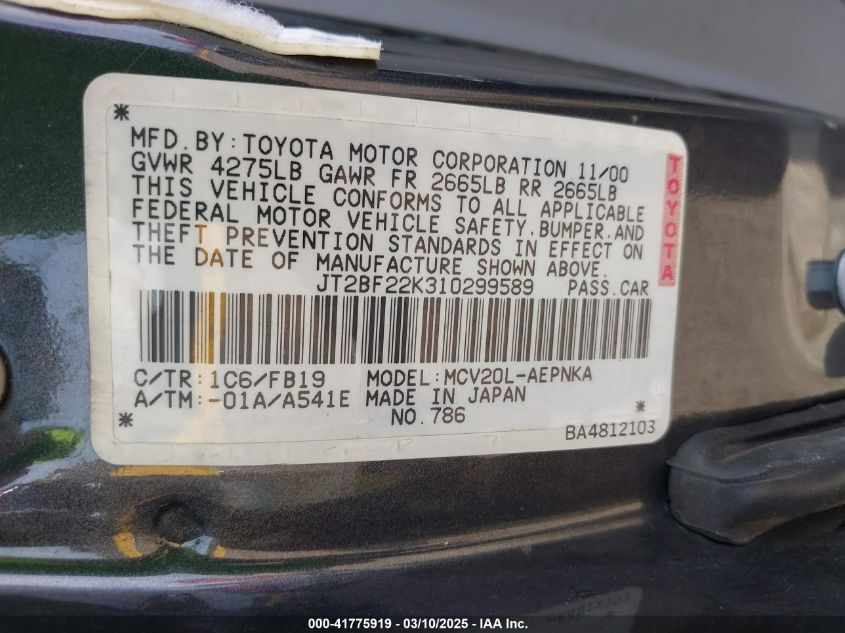 * 
MFD.BY:TOYOTA MOTOR CORPORATION 11/00
GVWR 4275LB GAWR FR 2665LB RR 2665LB
THIS VEHICLE CONFORMS TO ALL APPLICABLE
FEDERAL MOTOR VEHICLE SAFETY.BUMPER.AND
THEFT PREVENTION STANDARDS IN EFFECT ON
THE DATE OF MANUFACTURE SHOWN ABOVE.
TOYOTA
JT2BF22K310299589 PASS.CAR
C/TR:1C6/FB19 MODEL:MCV20L-AEPNKA
A/TM:-01A/A541E MADE IN JAPAN
* NO.786 *
BA4812103
000-41775919 - 03/10/2025 - IAA Inc.